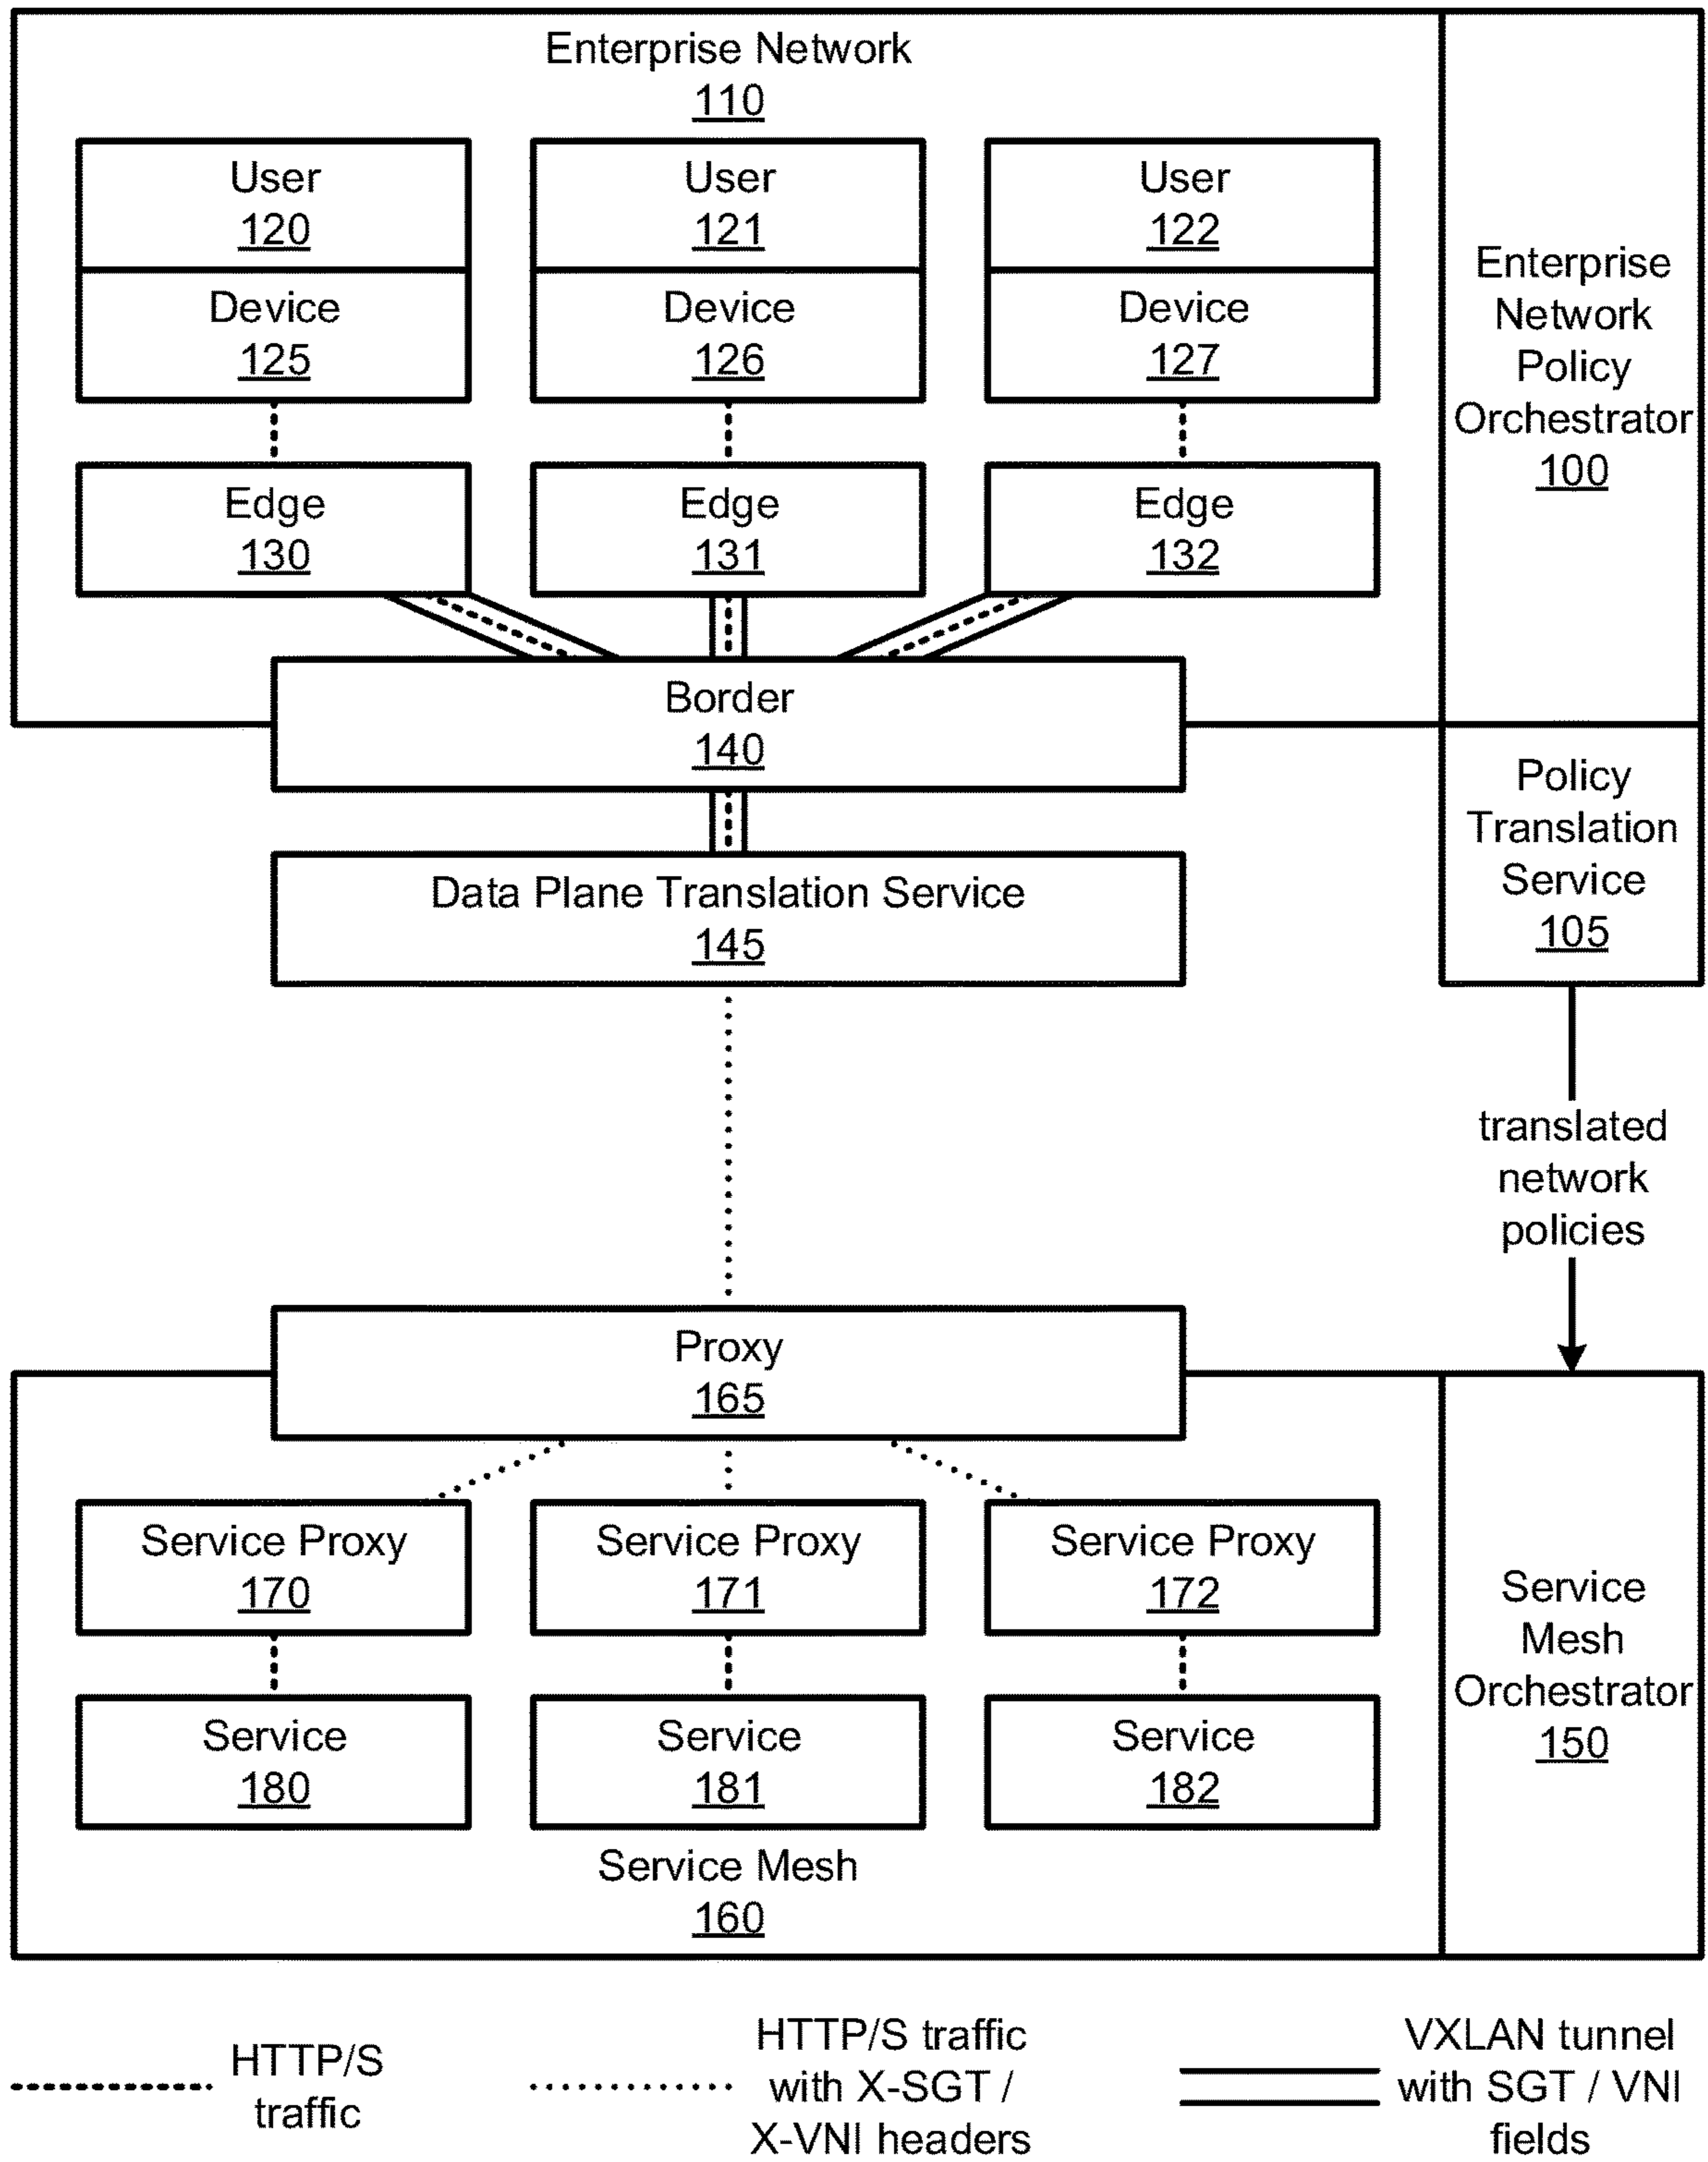 Enterprise Network
110
User
120
Device
125
User
121
Device
126
User
122
Device
127
Edge
130
Edge
131
Edge
132
Border
140
Data Plane Translation Service
145
Enterprise
Network
Policy
Orchestrator
100
Policy
Translation
Service
105
translated
network
policies
Proxy
165
Service Proxy
170
Service Proxy
171
Service Proxy
172
Service
180
Service
181
Service
182
Service Mesh
160
Service
Mesh
Orchestrator
150
HTTP/S
traffic
HTTP/S traffic
with X-SGT /
X-VNI headers
VXLAN tunnel
with SGT / VNI
fields